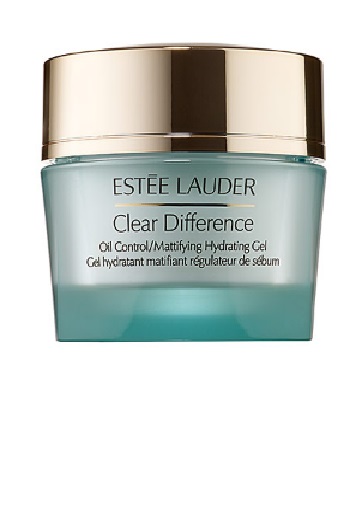 ESTĒE LAUDER
Clear Difference
Oil Control/Mattifying Hydrating Gel
Gel hydratant matifiant régulateur de sébum